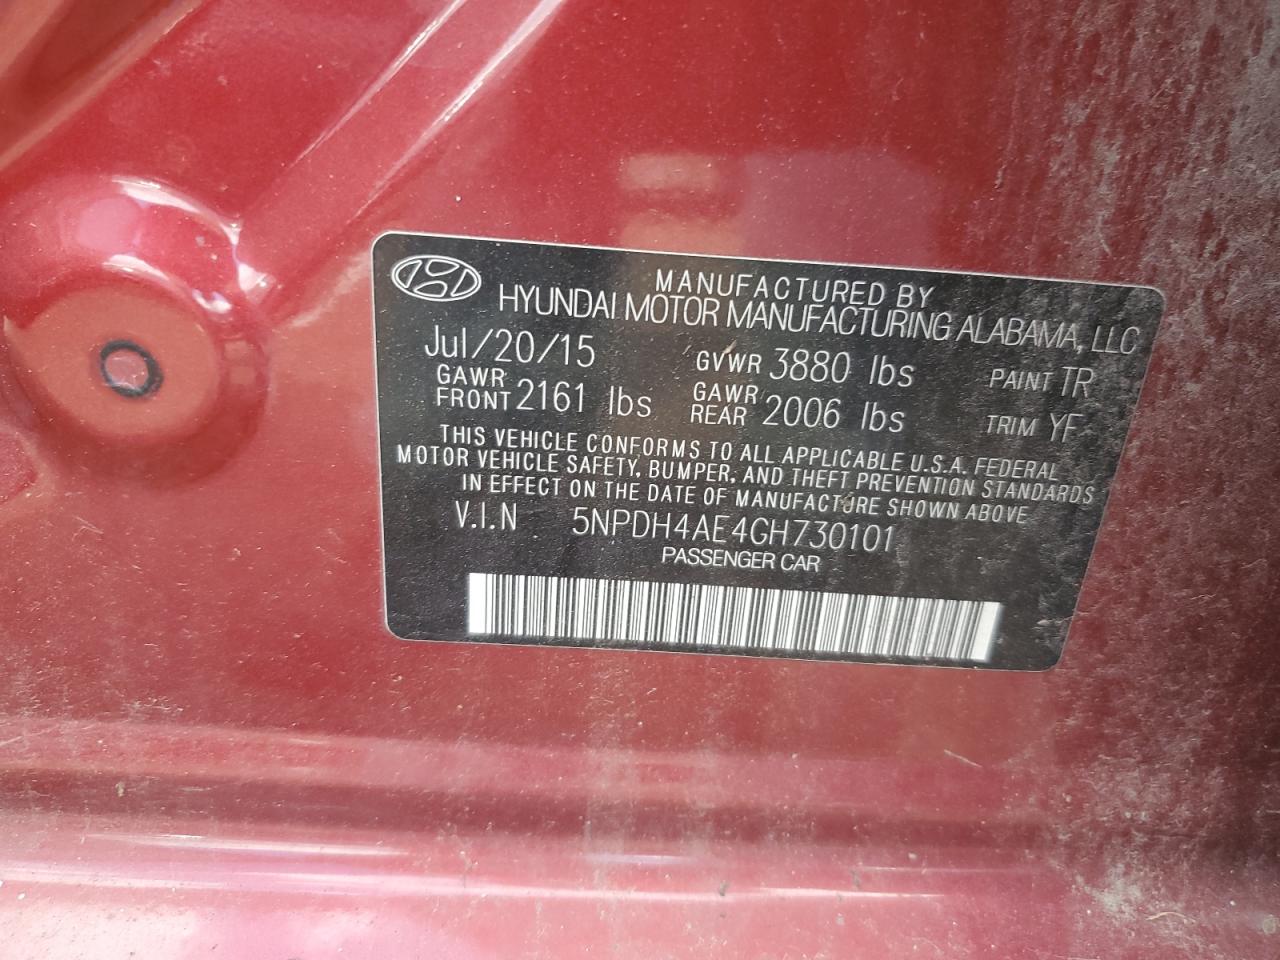 MANUFACTURED BY
HYUNDAI MOTOR MANUFACTURING ALABAMA, LLC
Jul/20/15 GVWR 3880 lbs PAINT TR
GAWR FRONT 2161 lbs GAWR REAR 2006 lbs TRIM YF
THIS VEHICLE CONFORMS TO ALL APPLICABLE U.S.A. FEDERAL
MOTOR VEHICLE SAFETY, BUMPER, AND THEFT PREVENTION STANDARDS
IN EFFECT ON THE DATE OF MANUFACTURE SHOWN ABOVE
V.I.N 5NPDH4AE4GH730101
PASSENGER CAR